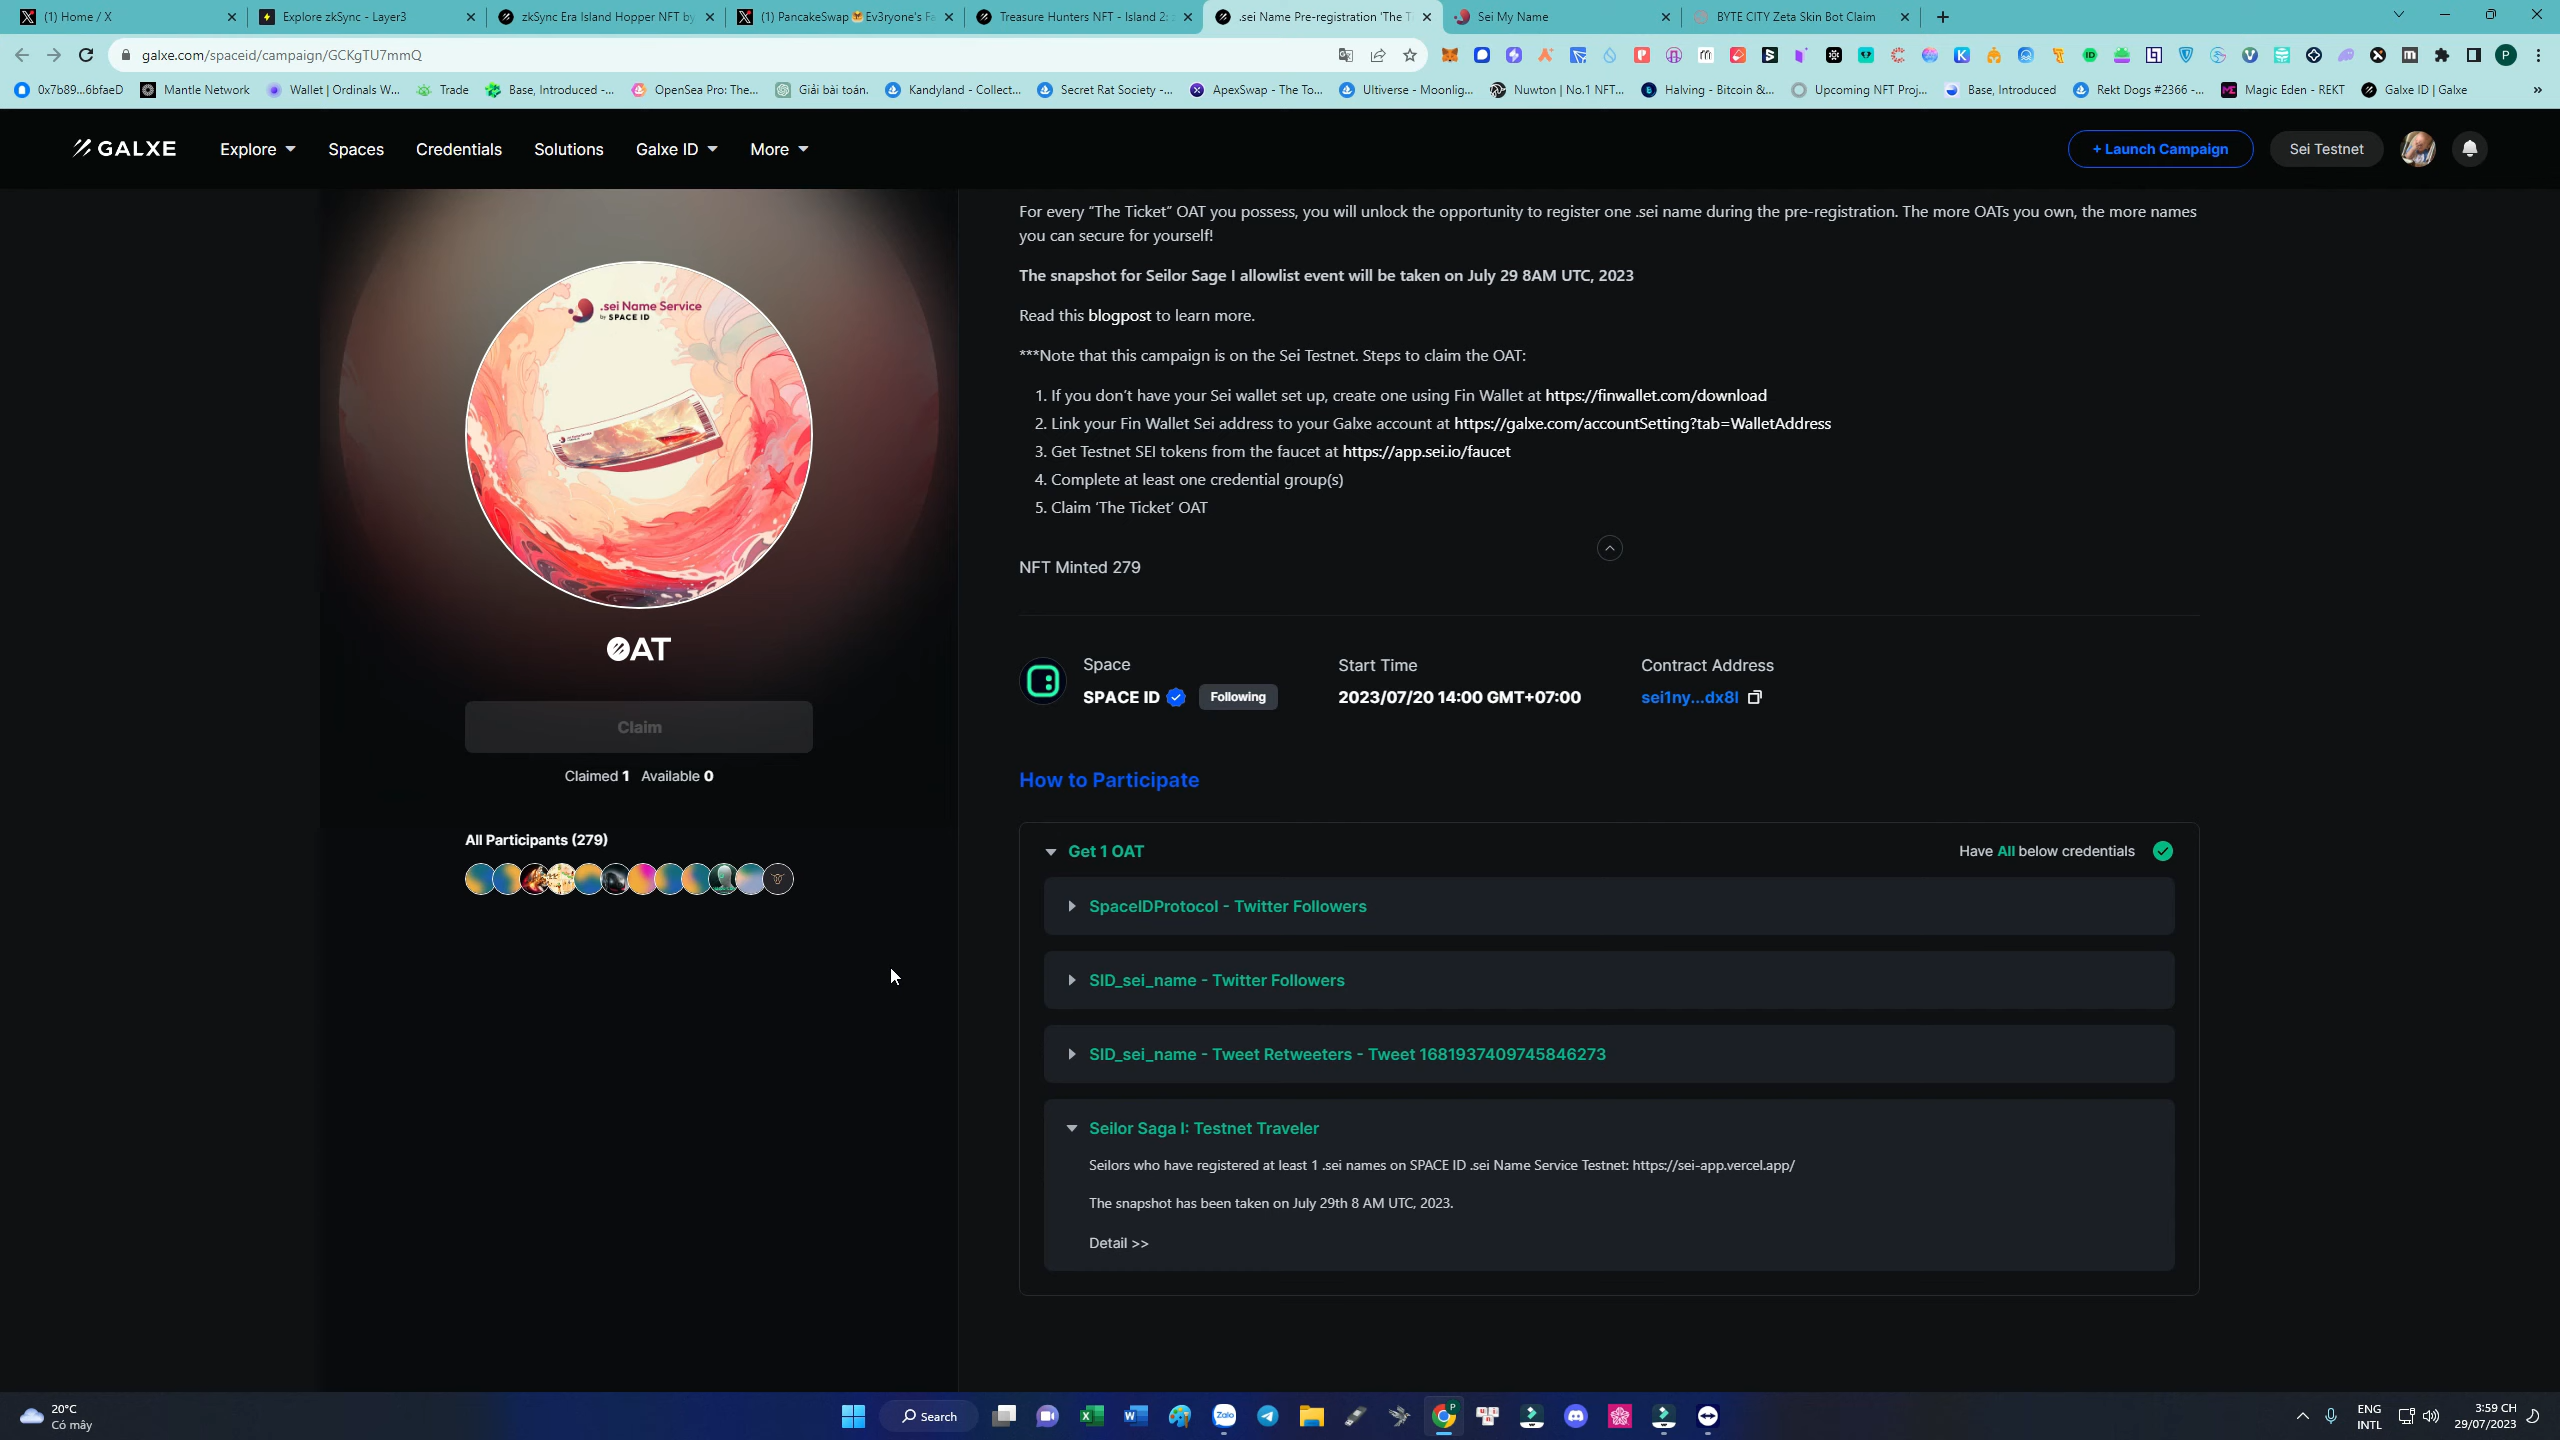 (1) Home / X
Explore zkSync - Layer3
zkSync Era Island Hopper NFT by
(1) PancakeSwap 🥞Ev3ryone's Fa
Treasure Hunters NFT - Island 2:
.sei Name Pre-registration 'The T
Sei My Name
BYTE CITY Zeta Skin Bot Claim
galxe.com/spaceid/campaign/GCKgTU7mmQ
0x7b89...6bfaeD
Mantle Network
Wallet | Ordinals W...
Trade
Base, Introduced -...
OpenSea Pro: The...
Giải bài toán.
Kandyland - Collect...
Secret Rat Society -...
ApexSwap - The To...
Ultiverse - Moonlig...
Nuwton | No.1 NFT...
Halving - Bitcoin &...
Upcoming NFT Proj...
Base, Introduced
Rekt Dogs #2366 -...
Magic Eden - REKT
Galxe ID | Galxe
»
GALXE
Explore
Spaces
Credentials
Solutions
Galxe ID
More
+ Launch Campaign
Sei Testnet
For every "The Ticket" OAT you possess, you will unlock the opportunity to register one .sei name during the pre-registration. The more OATs you own, the more names
you can secure for yourself!
The snapshot for Seilor Sage I allowlist event will be taken on July 29 8AM UTC, 2023
Read this blogpost to learn more.
***Note that this campaign is on the Sei Testnet. Steps to claim the OAT:
1. If you don't have your Sei wallet set up, create one using Fin Wallet at https://finwallet.com/download
2. Link your Fin Wallet Sei address to your Galxe account at https://galxe.com/accountSetting?tab=WalletAddress
3. Get Testnet SEI tokens from the faucet at https://app.sei.io/faucet
4. Complete at least one credential group(s)
5. Claim 'The Ticket' OAT
NFT Minted 279
.sei Name Service
by SPACE ID
OAT
Claim
Claimed 1 Available 0
All Participants (279)
Space
SPACE ID
Following
Start Time
2023/07/20 14:00 GMT+07:00
Contract Address
sei1ny...dx8l
How to Participate
Get 1 OAT
Have All below credentials
SpaceIDProtocol - Twitter Followers
SID_sei_name - Twitter Followers
SID_sei_name - Tweet Retweeters - Tweet 1681937409745846273
Seilor Saga I: Testnet Traveler
Seilors who have registered at least 1 .sei names on SPACE ID .sei Name Service Testnet: https://sei-app.vercel.app/
The snapshot has been taken on July 29th 8 AM UTC, 2023.
Detail >>
20°C
Có mây
Search
Zalo
ENG
INTL
3:59 CH
29/07/2023